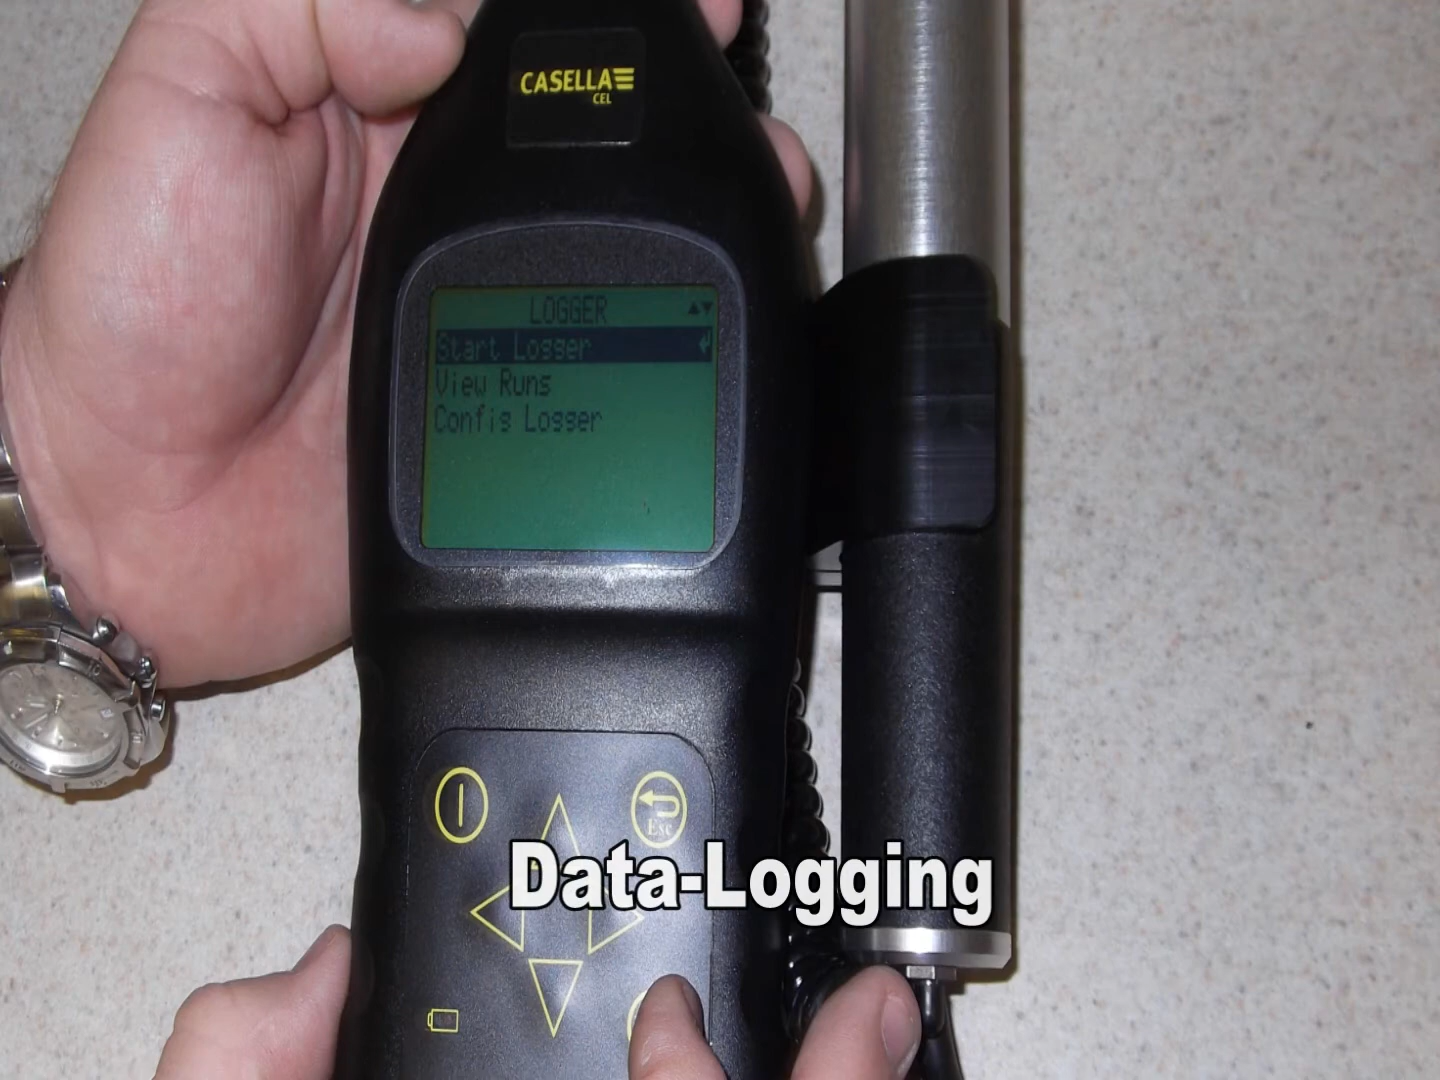 CASELLA
CEL
LOGGER
Start Logger
View Runs
Config Logger
Esc
Data-Logging